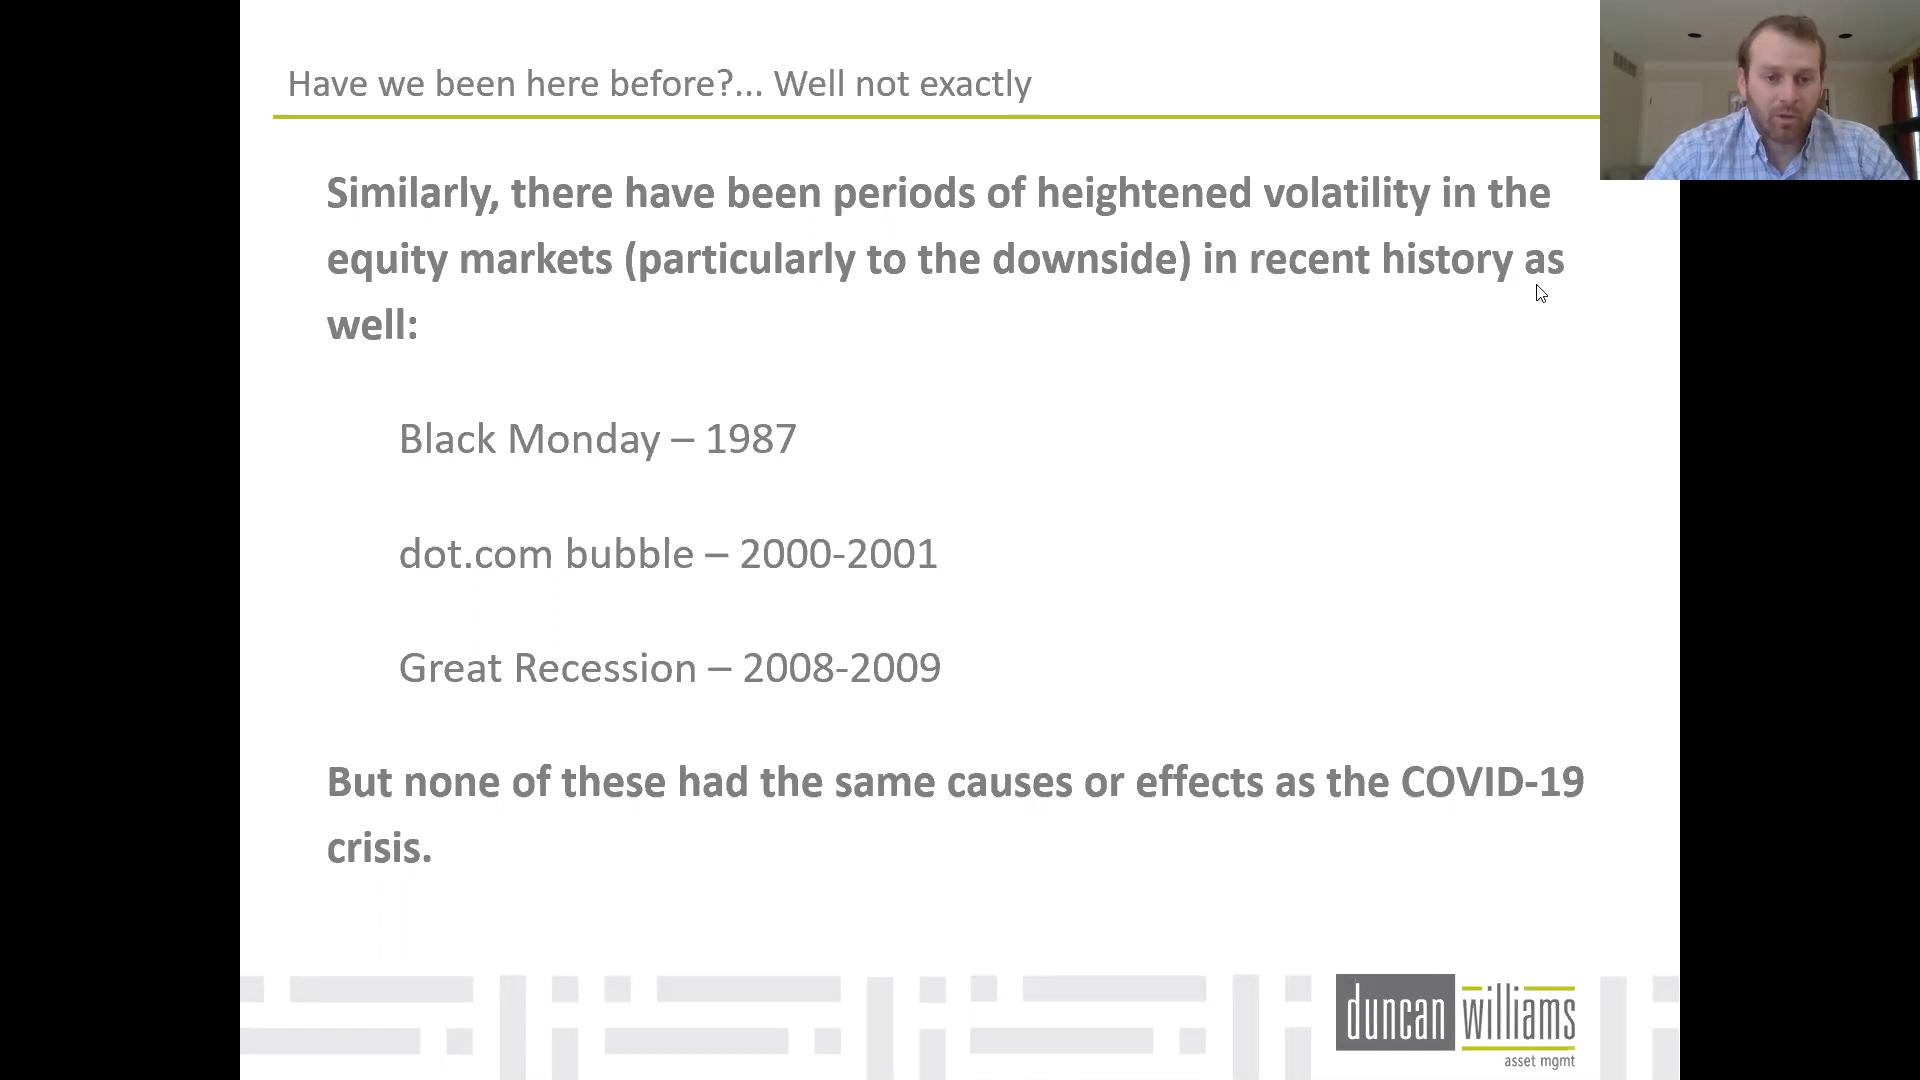 Have we been here before?... Well not exactly
Similarly, there have been periods of heightened volatility in the
equity markets (particularly to the downside) in recent history as
well:
Black Monday – 1987
dot.com bubble – 2000-2001
Great Recession – 2008-2009
But none of these had the same causes or effects as the COVID-19
crisis.
duncan williams
asset mgmt